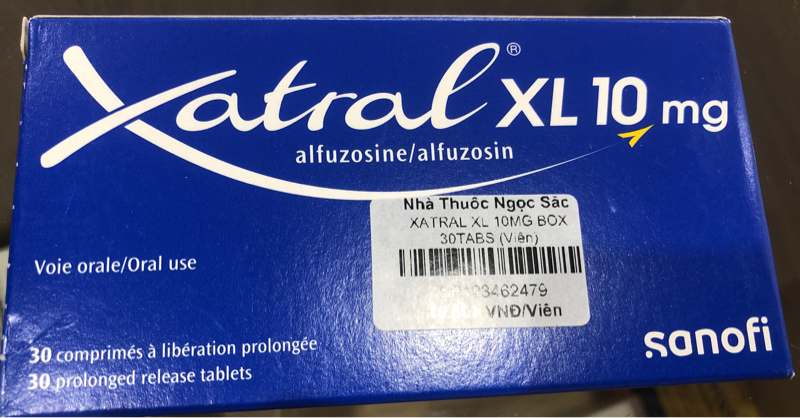 Xatral® XL 10 mg
alfuzosine/alfuzosin
Nhà Thuốc Ngọc Sắc
XATRAL XL 10MG BOX
30TABS (Viên)
3462479
VNĐ/Viên
Voie orale/Oral use
30 comprimés à libération prolongée
30 prolonged release tablets
sanofi